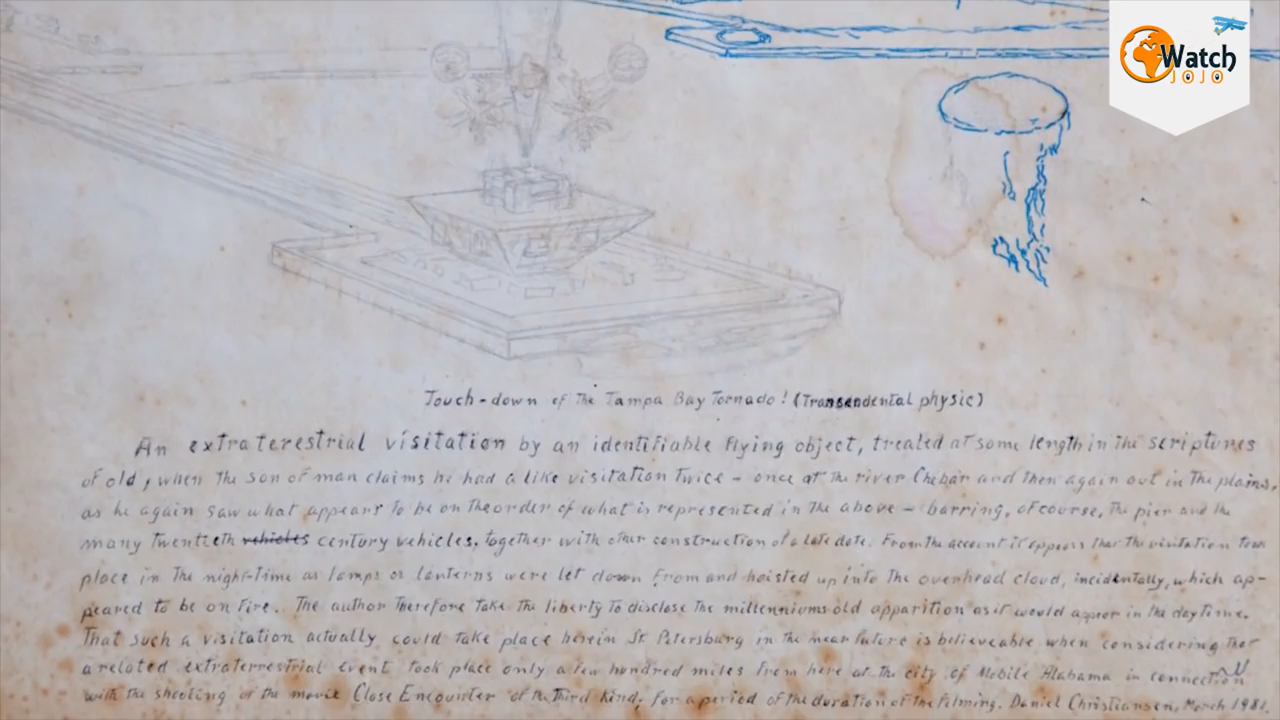 Watch
JOJO
Touch-down of the Tampa Bay Tornado! (Transendental physic)
An extraterestrial visitation by an identifiable flying object, treated at some length in the scriptures
of old, when the son of man claims he had a like visitation twice - once at the river Chebar and then again out in the plains,
as he again saw what appears to be on the order of what is represented in the above - barring, of course, the pier and the
many twentieth vehicles century vehicles, together with other construction of a late date. From the account it appears that the visitation took
place in the night-time as lamps or lanterns were let down from and hoisted up into the overhead cloud, incidentally, which ap-
peared to be on fire. The author therefore take the liberty to disclose the millenniums old apparition as it would appear in the daytime.
That such a visitation actually could take place herein St Petersburg in the near future is believeable when considering that
a related extraterrestrial event took place only a few hundred miles from here at the city of Mobile Alabama in connection
with the shooting of the movie Close Encounter of the Third Kind, for a period of the duration of the filming. Daniel Christiansen, March